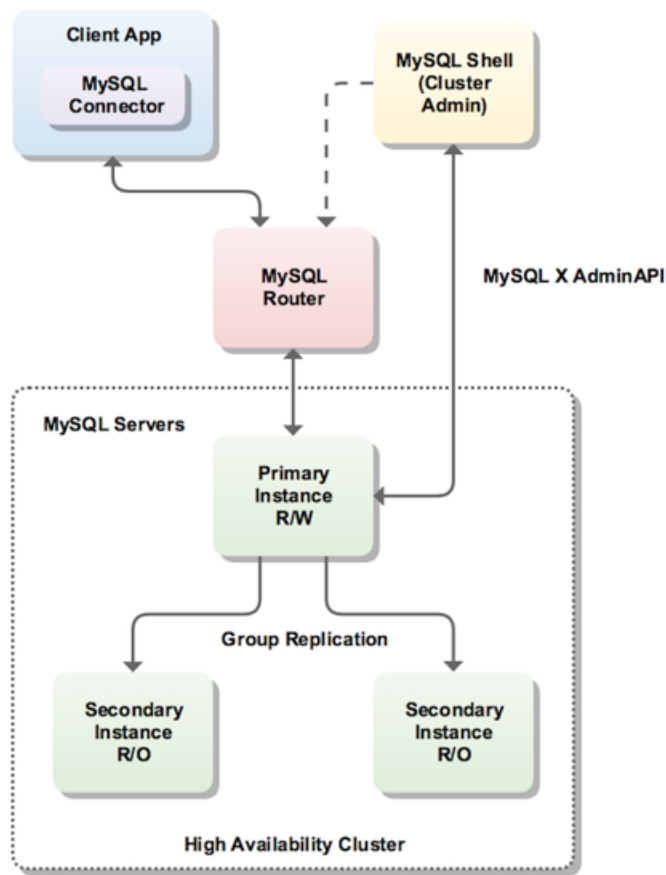 Client App
MySQL
Connector
MySQL Shell
(Cluster
Admin)
MySQL
Router
MySQL X AdminAPI
MySQL Servers
Primary
Instance
R/W
Group Replication
Secondary
Instance
R/O
Secondary
Instance
R/O
High Availability Cluster